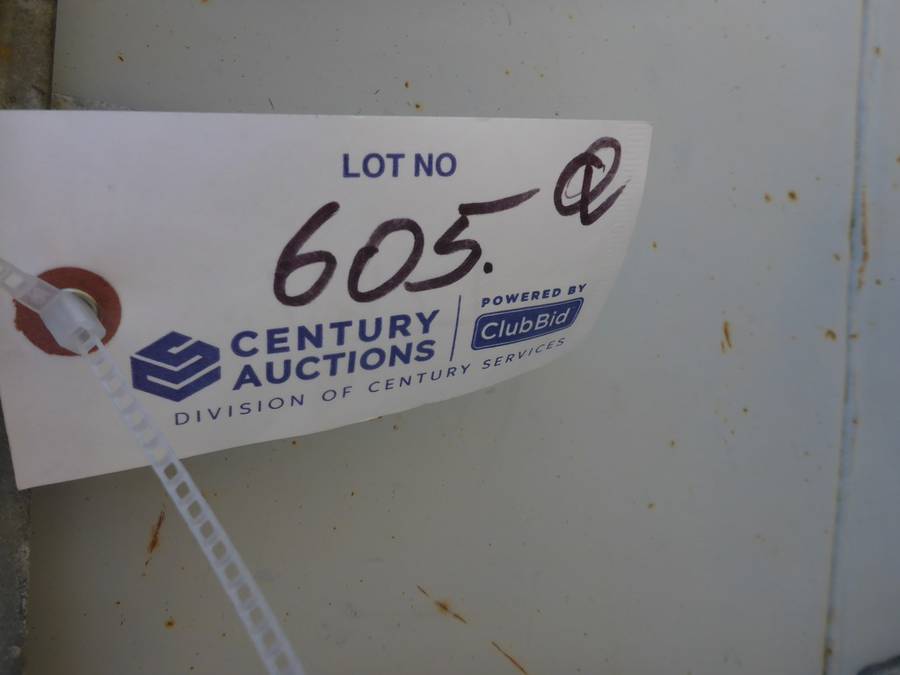 LOT NO
605.
CENTURY
AUCTIONS
POWERED BY
ClubBid
DIVISION OF CENTURY SERVICES